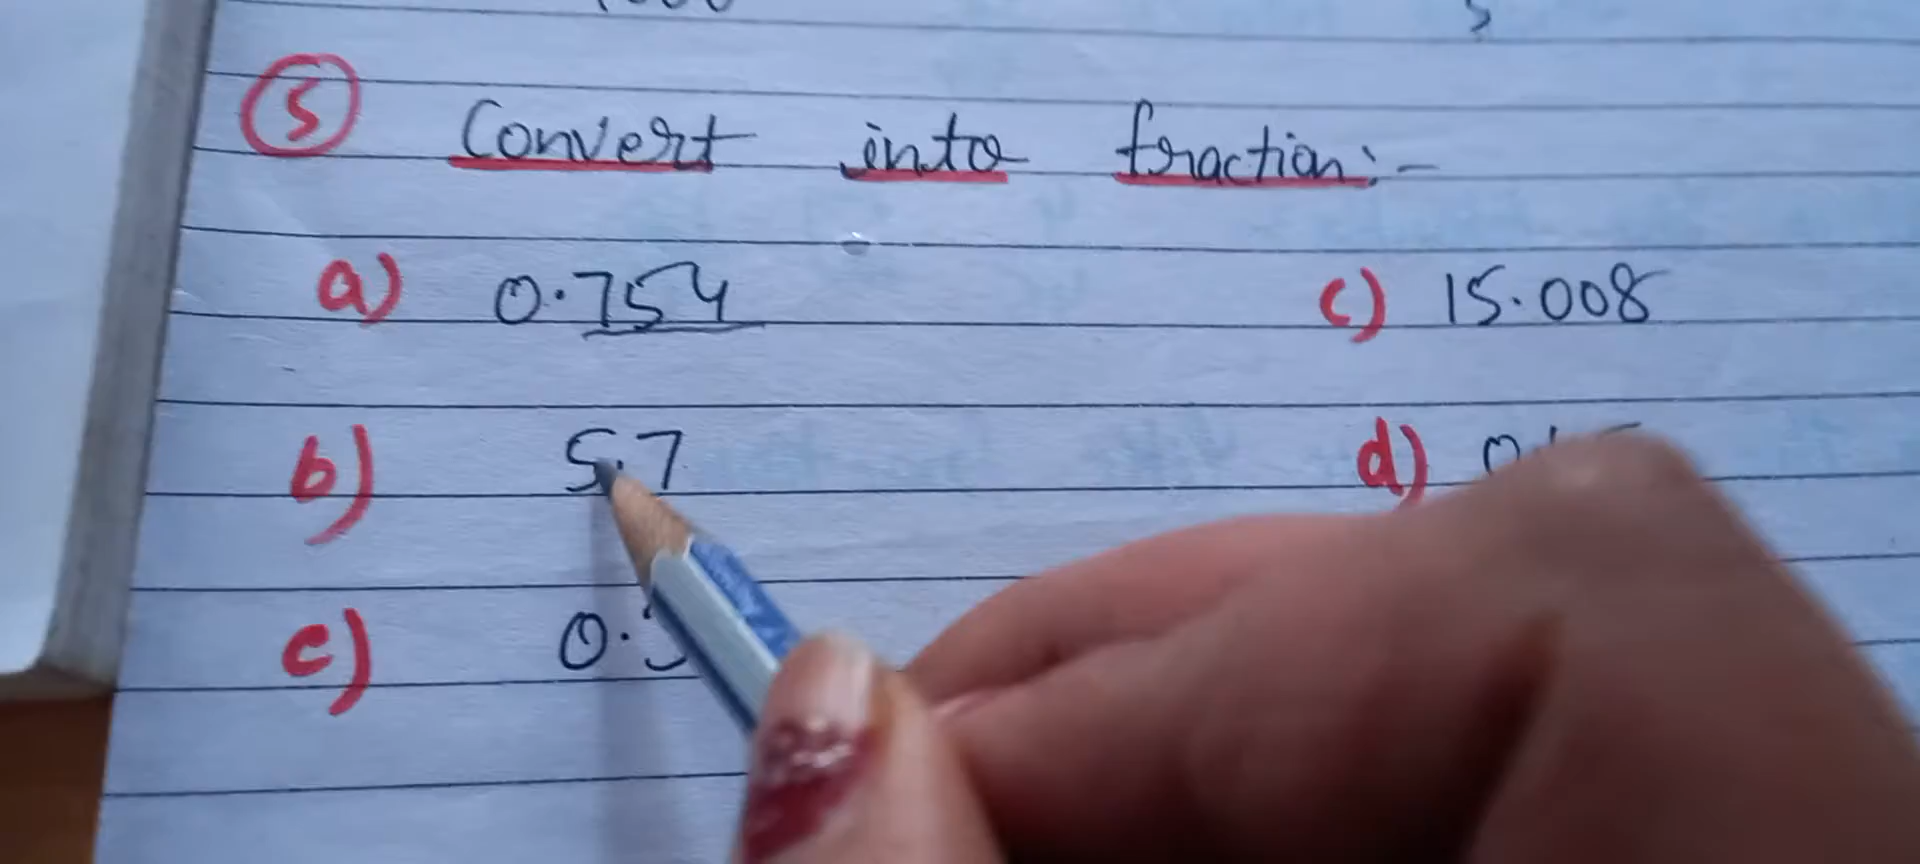 5 Convert into fraction:-
a) 0.754 c) 15.008
b) 5.7 d)
e)